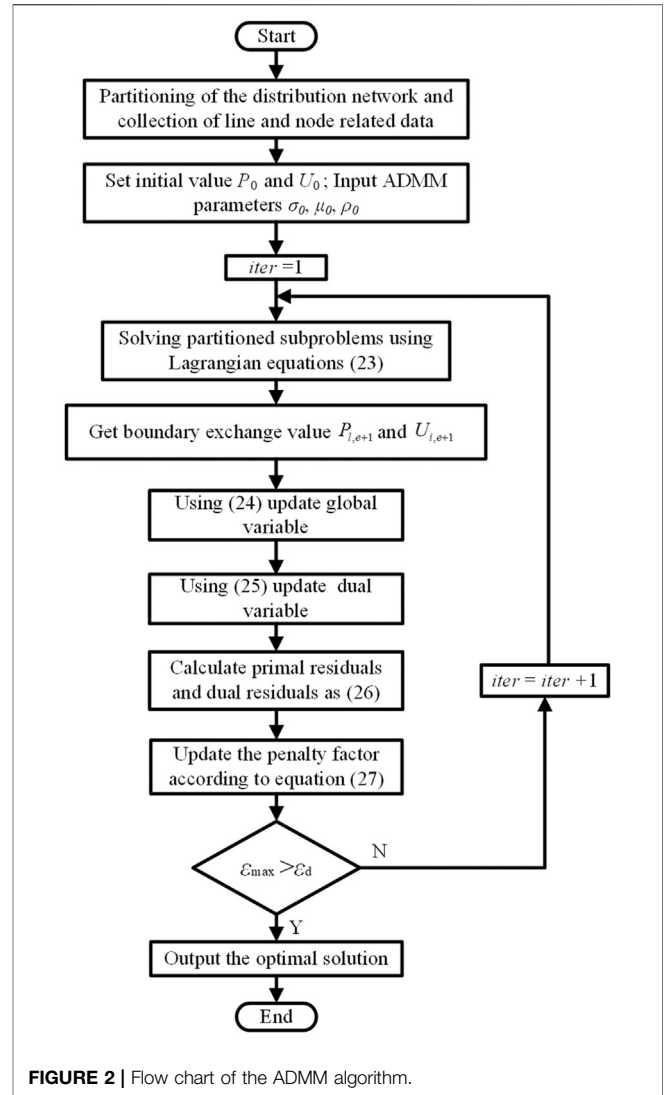 Start
Partitioning of the distribution network and
collection of line and node related data
Set initial value P₀ and U₀; Input ADMM
parameters σ₀, μ₀, ρ₀
iter =1
Solving partitioned subproblems using
Lagrangian equations (23)
Get boundary exchange value P_{l,e+1} and U_{i,e+1}
Using (24) update global
variable
Using (25) update dual
variable
Calculate primal residuals
and dual residuals as (26)
iter = iter +1
Update the penalty factor
according to equation (27)
ε_max >ε_d
N
Y
Output the optimal solution
End
FIGURE 2 | Flow chart of the ADMM algorithm.